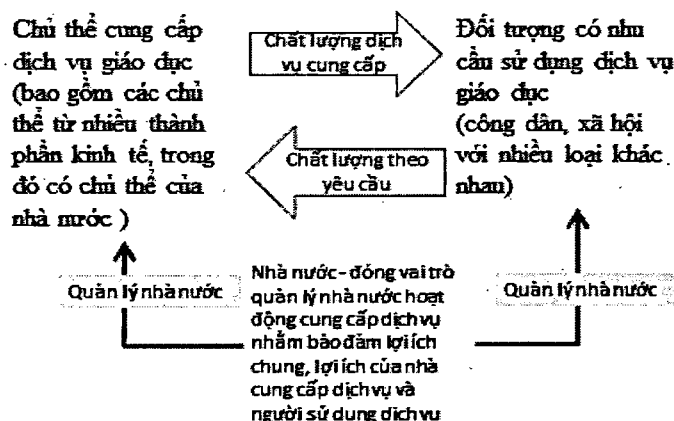 Chủ thể cung cấp
dịch vụ giáo dục
(bao gồm các chủ
thể từ nhiều thành
phần kinh tế, trong
đó có chủ thể của
nhà nước )
Chất lượng dịch
vụ cung cấp
Chất lượng theo
yêu cầu
Đối tượng có nhu
cầu sử dụng dịch vụ
giáo dục
(công dân, xã hội
với nhiều loại khác
nhau)
Quản lý nhà nước
Nhà nước - đóng vai trò
quản lý nhà nước hoạt
động cung cấp dịch vụ
nhằm bảo đảm lợi ích
chung, lợi ích của nhà
cung cấp dịch vụ và
người sử dụng dịch vụ
Quản lý nhà nước